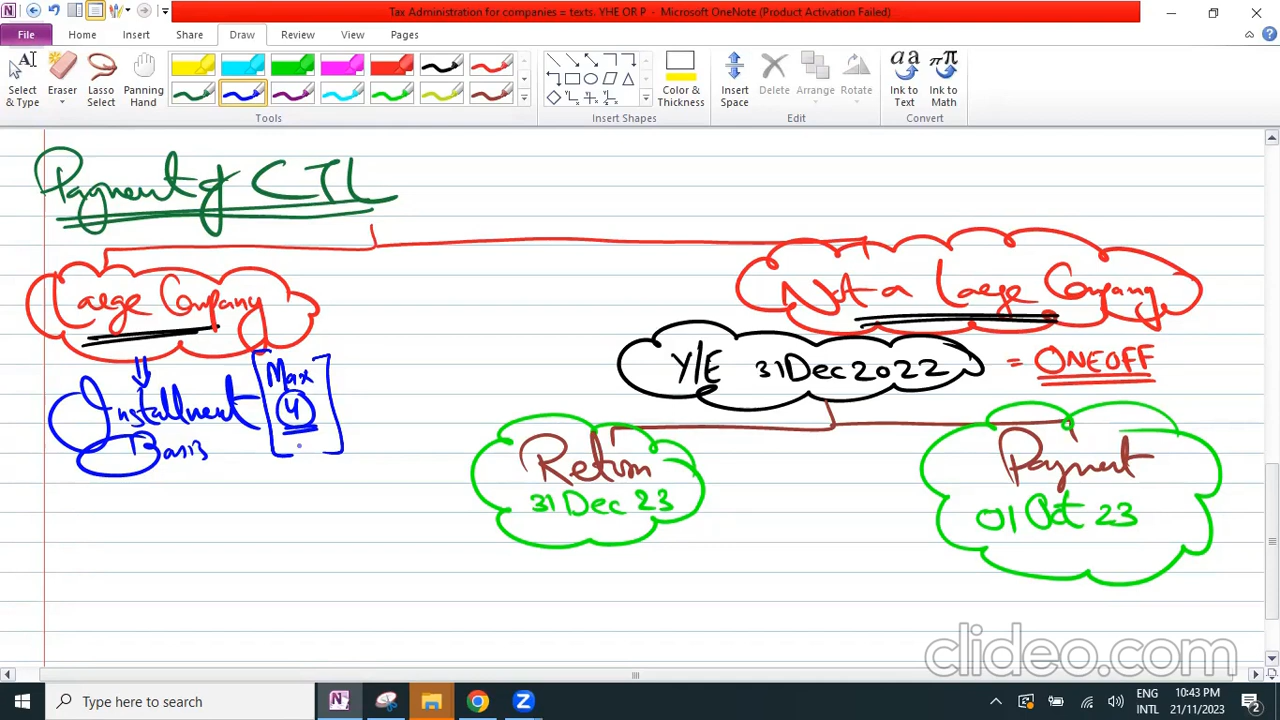 Tax Administration for companies = texts. YHE OR P - Microsoft OneNote (Product Activation Failed)
File Home Insert Share Draw Review View Pages
Select & Type
Eraser
Lasso Select
Panning Hand
Color & Thickness
Insert Space
Delete
Arrange
Rotate
Ink to Text
Ink to Math
Tools
Insert Shapes
Edit
Convert
Payment of CTL
Large Company
Not a Large Company
Y/E 31Dec2022 = ONEOFF
Installment Basis
Max
4
Return
31 Dec 23
Payment
01 Oct 23
clideo.com
Type here to search
ENG
INTL
10:43 PM
21/11/2023
2